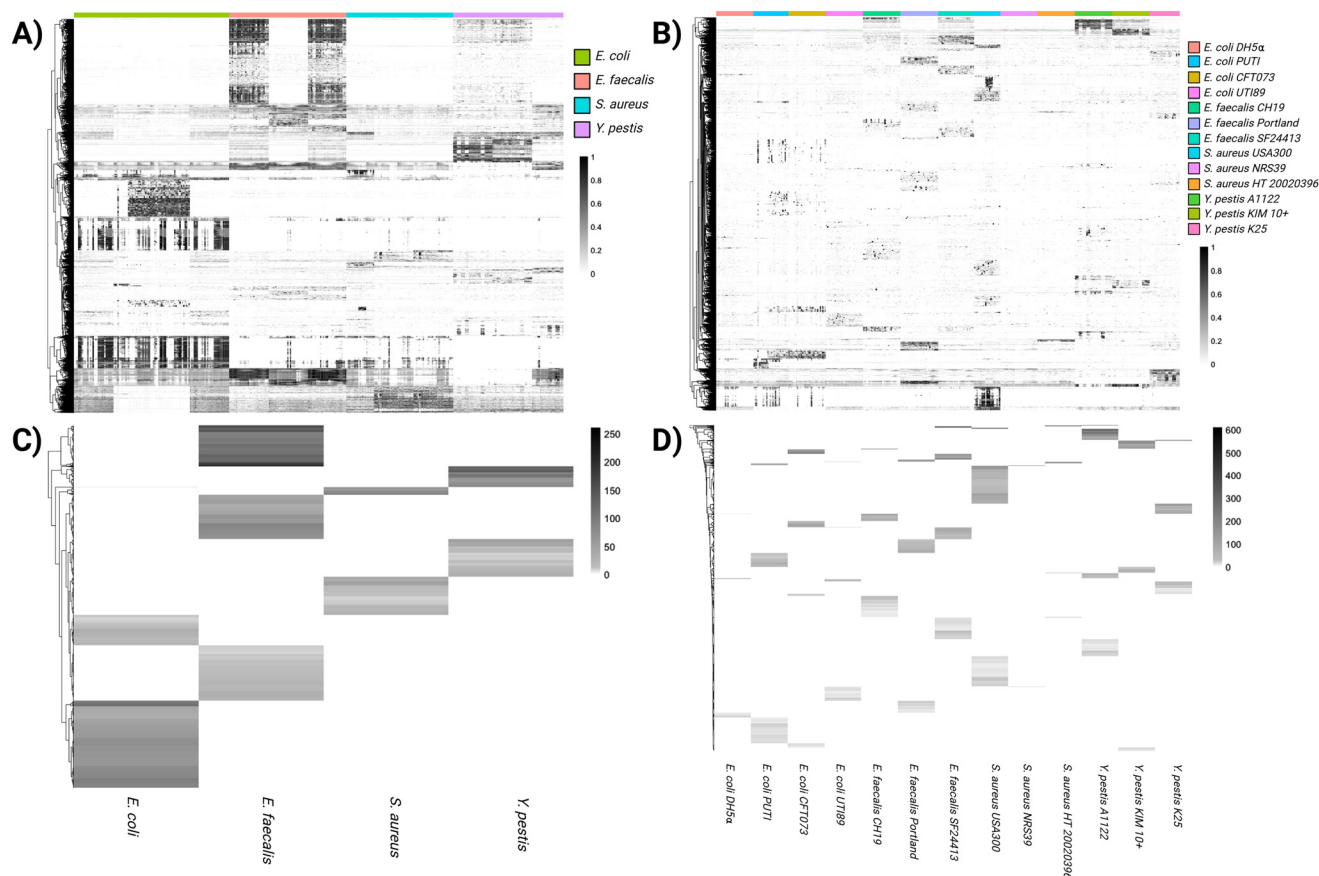 A)
E. coli
E. faecalis
S. aureus
Y. pestis
1
0.8
0.6
0.4
0.2
0
B)
E. coli DH5α
E. coli PUTI
E. coli CFT073
E. coli UTI89
E. faecalis CH19
E. faecalis Portland
E. faecalis SF24413
S. aureus USA300
S. aureus NRS39
S. aureus HT 20020396
Y. pestis A1122
Y. pestis KIM 10+
Y. pestis K25
1
0.8
0.6
0.4
0.2
0
C)
250
200
150
100
50
0
E. coli
E. faecalis
S. aureus
Y. pestis
D)
600
500
400
300
200
100
0
E. coli DH5α
E. coli PUTI
E. coli CFT073
E. coli UTI89
E. faecalis CH19
E. faecalis Portland
E. faecalis SF24413
S. aureus USA300
S. aureus NRS39
S. aureus HT 20020396
Y. pestis A1122
Y. pestis KIM 10+
Y. pestis K25